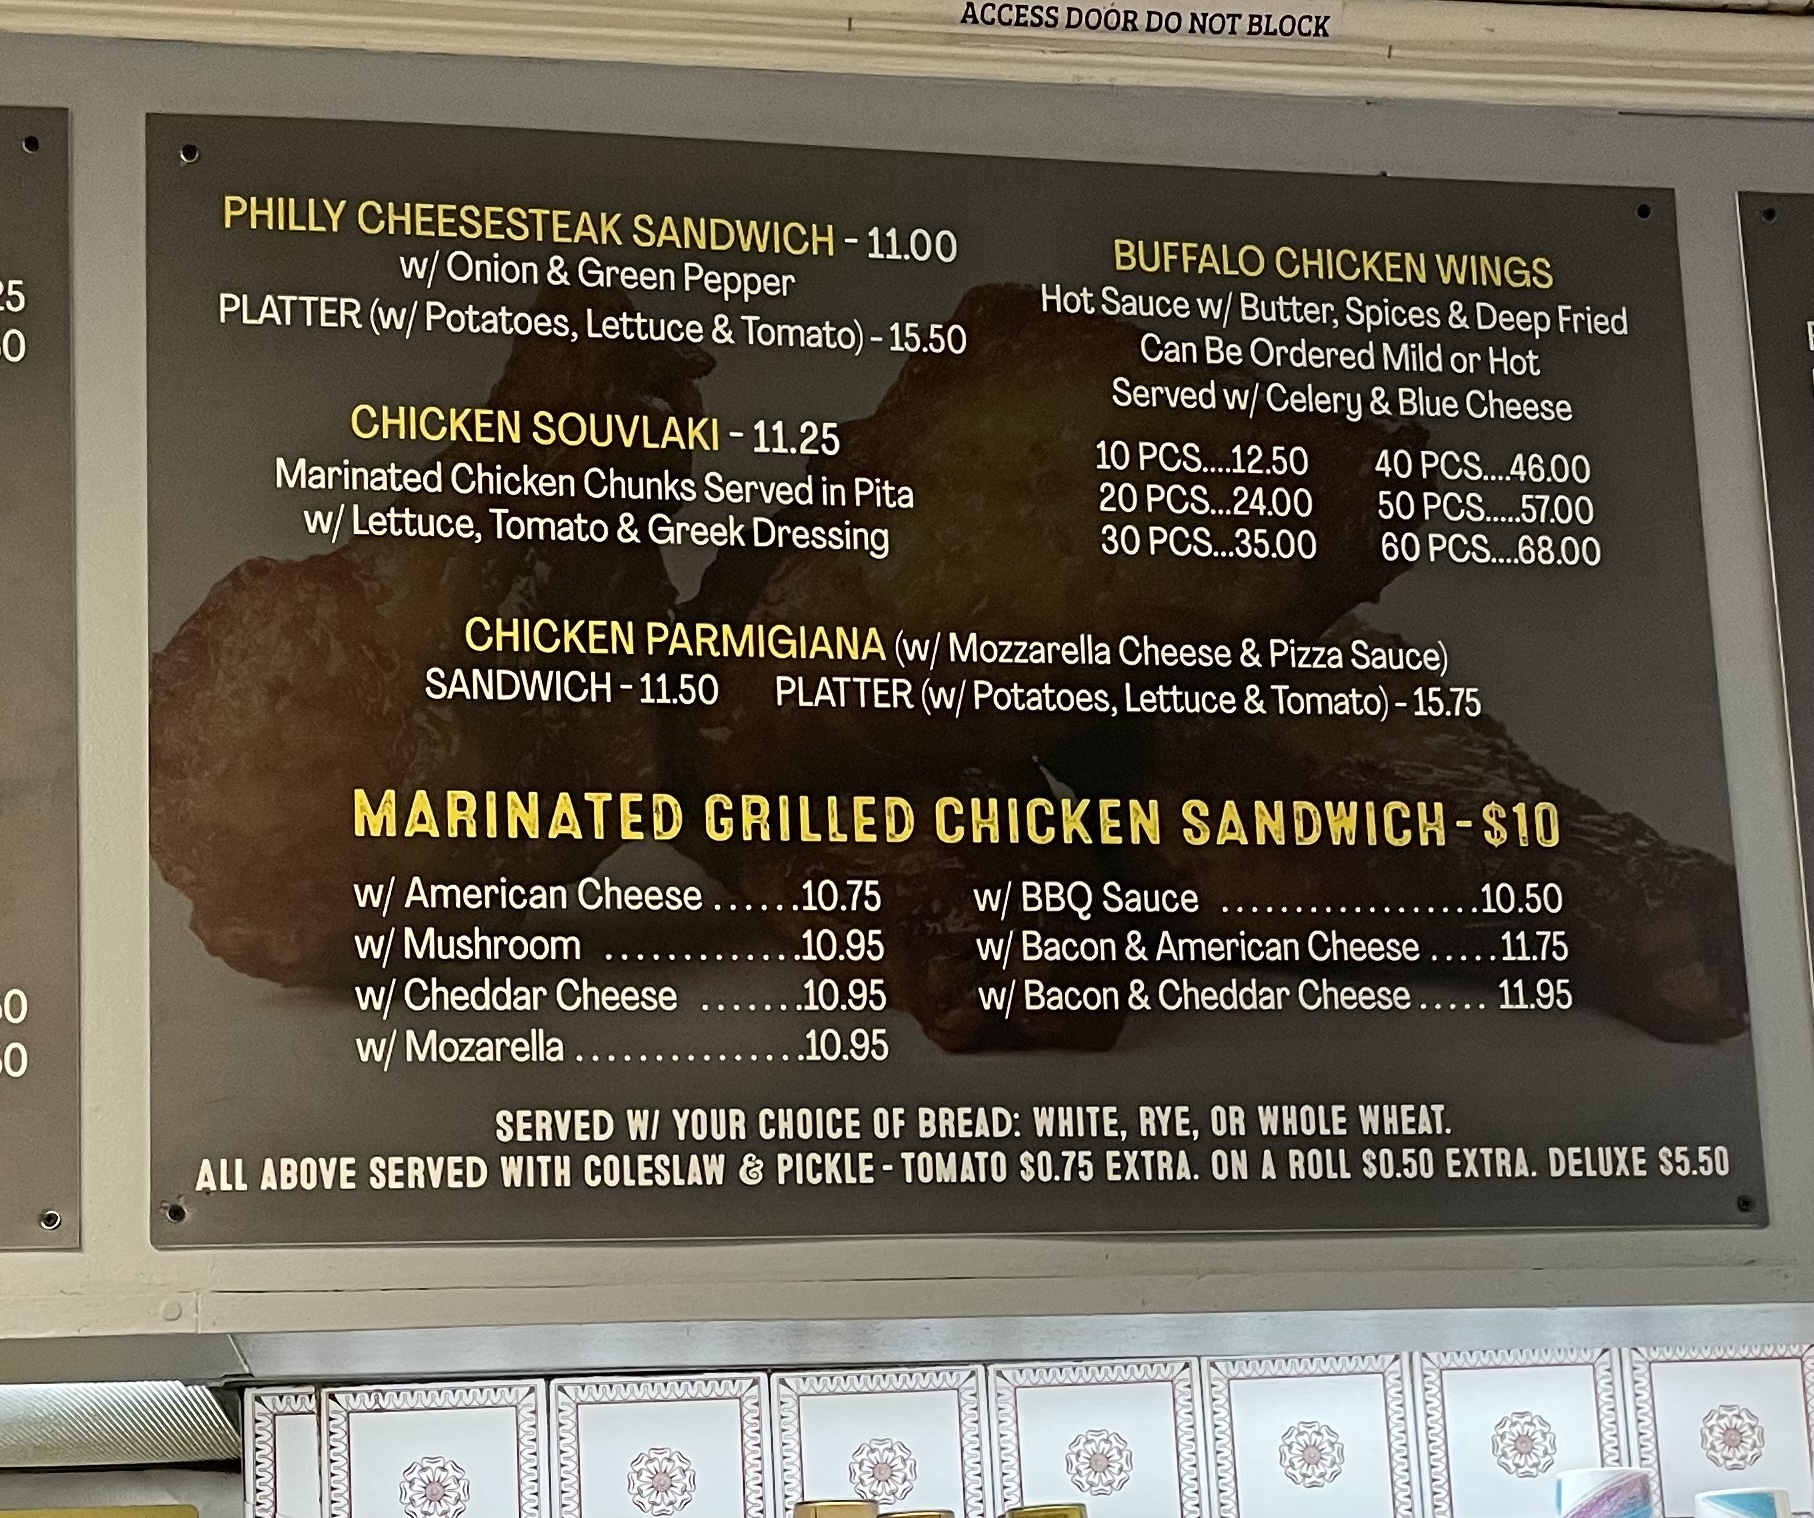 ACCESS DOOR DO NOT BLOCK
PHILLY CHEESESTEAK SANDWICH - 11.00
w/ Onion & Green Pepper
PLATTER (w/ Potatoes, Lettuce & Tomato) - 15.50
CHICKEN SOUVLAKI - 11.25
Marinated Chicken Chunks Served in Pita
w/ Lettuce, Tomato & Greek Dressing
BUFFALO CHICKEN WINGS
Hot Sauce w/ Butter, Spices & Deep Fried
Can Be Ordered Mild or Hot
Served w/ Celery & Blue Cheese
10 PCS....12.50 40 PCS....46.00
20 PCS...24.00 50 PCS.....57.00
30 PCS...35.00 60 PCS....68.00
CHICKEN PARMIGIANA (w/ Mozzarella Cheese & Pizza Sauce)
SANDWICH - 11.50 PLATTER (w/ Potatoes, Lettuce & Tomato) - 15.75
MARINATED GRILLED CHICKEN SANDWICH - $10
w/ American Cheese ......10.75
w/ Mushroom .............10.95
w/ Cheddar Cheese .......10.95
w/ Mozarella ...............10.95
w/ BBQ Sauce ..................10.50
w/ Bacon & American Cheese .....11.75
w/ Bacon & Cheddar Cheese ..... 11.95
SERVED W/ YOUR CHOICE OF BREAD: WHITE, RYE, OR WHOLE WHEAT.
ALL ABOVE SERVED WITH COLESLAW & PICKLE - TOMATO $0.75 EXTRA. ON A ROLL $0.50 EXTRA. DELUXE $5.50